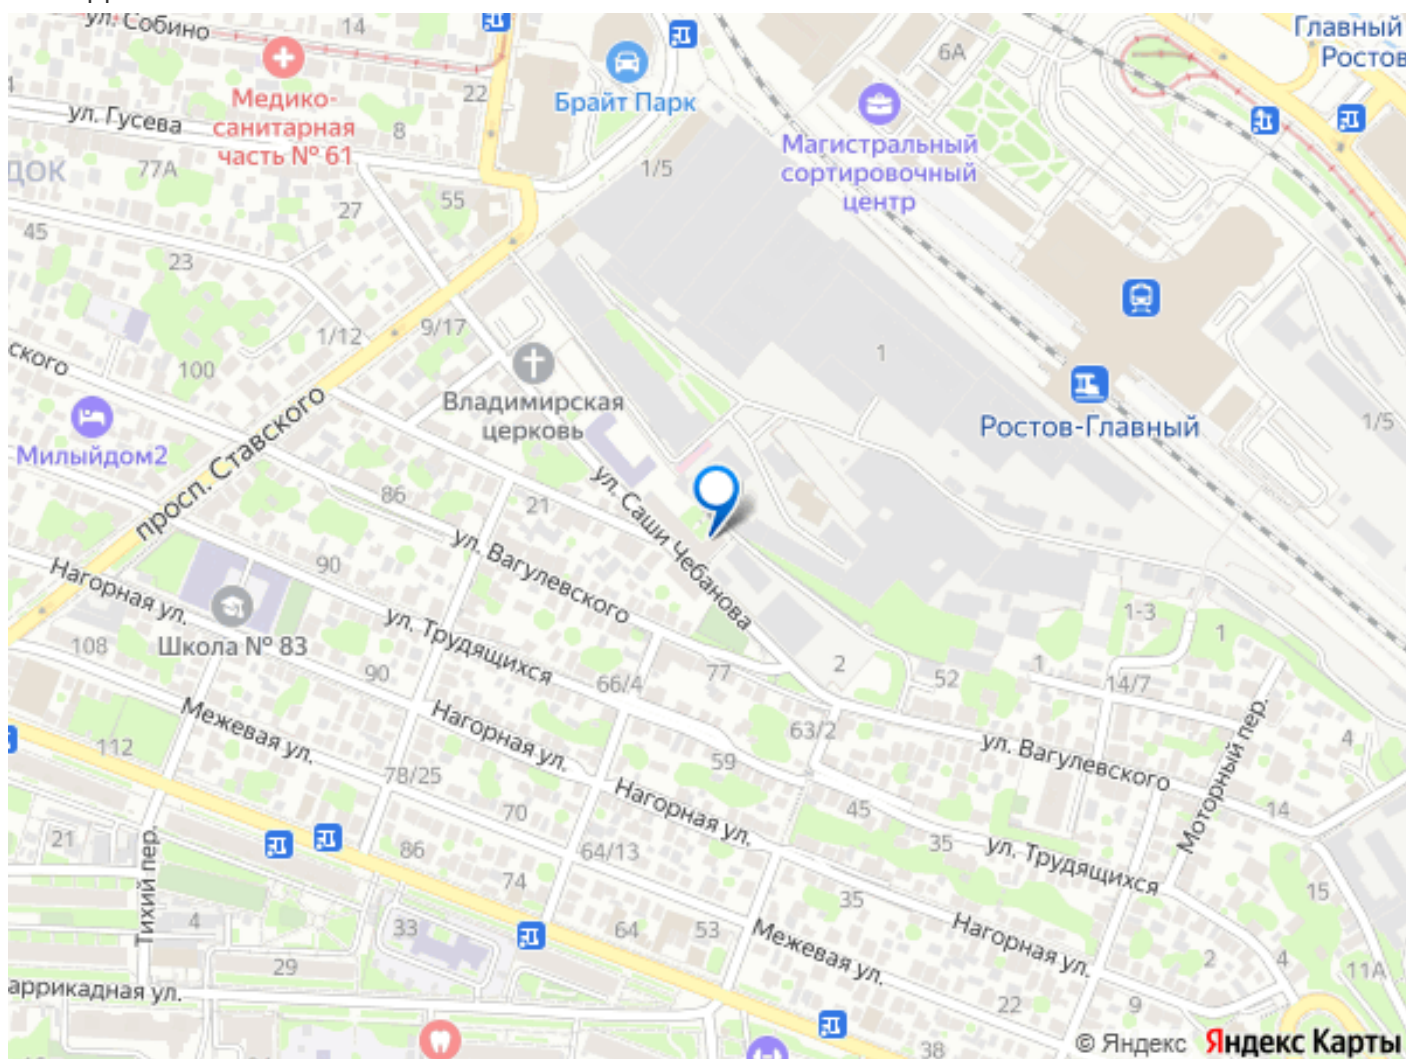 ул. Собино
14
6А
Главный
Ростов
Медико-
санитарная
часть № 61
22
Брайт Парк
ул. Гусева
8
Магистральный
сортировочный
центр
док
77А
1/5
55
27
45
23
9/17
1/12
ского
100
1
Владимирская
церковь
Милыйдом2
просп. Ставского
Ростов-Главный
1/5
86
21
ул. Саши Чебанова
ул. Вагулевского
90
Нагорная ул.
Школа № 83
108
ул. Трудящихся
1-3
1
90
66/4
77
2
52
1
14/7
Межевая ул.
Нагорная ул.
63/2
ул. Вагулевского
Моторный пер.
4
112
78/25
59
Нагорная ул.
70
45
14
21
Тихий пер.
86
64/13
35
ул. Трудящихся
74
35
15
4
33
64
53
Межевая ул.
Нагорная ул.
2
4
29
11А
аррикадная ул.
22
9
38
© Яндекс Яндекс Карты